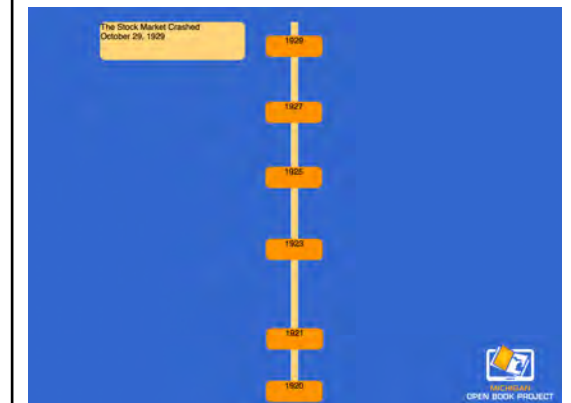 The Stock Market Crashed
October 29, 1929
1929
1927
1925
1923
1921
1920
MICHIGAN
OPEN BOOK PROJECT